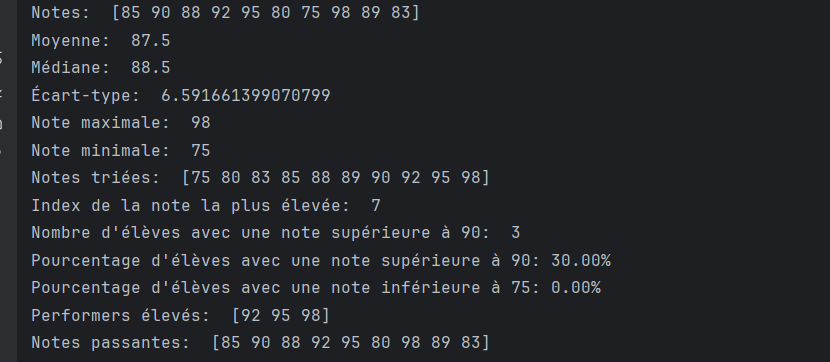 Notes:  [85 90 88 92 95 80 75 98 89 83]
Moyenne:  87.5
Médiane:  88.5
Écart-type:  6.591661399070799
Note maximale:  98
Note minimale:  75
Notes triées:  [75 80 83 85 88 89 90 92 95 98]
Index de la note la plus élevée:  7
Nombre d'élèves avec une note supérieure à 90:  3
Pourcentage d'élèves avec une note supérieure à 90: 30.00%
Pourcentage d'élèves avec une note inférieure à 75: 0.00%
Performers élevés:  [92 95 98]
Notes passantes:  [85 90 88 92 95 80 98 89 83]